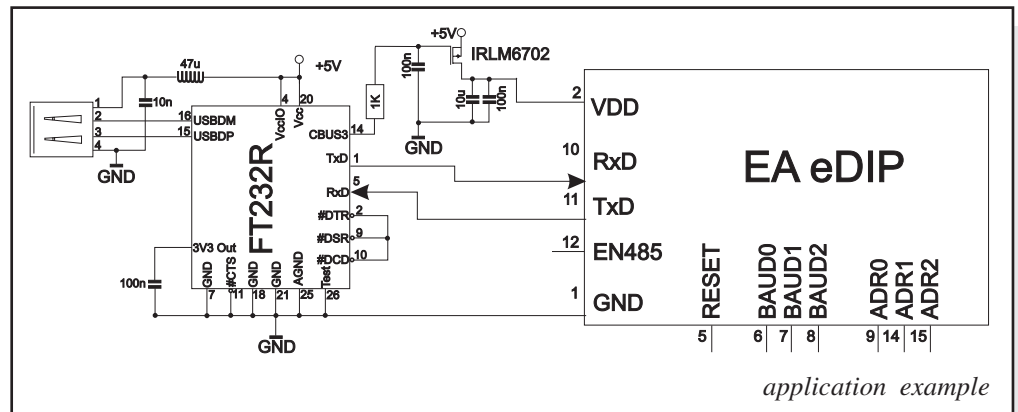 +5V
IRLM6702
47u
+5V
100n
10n
1K
10u
100n
1
2
3
4
GND
16 USBDM
15 USBDP
4
VccIO
20
Vcc
CBUS3 14
GND
TxD 1
RxD 5
#DTR 2
#DSR 9
#DCD 10
FT232R
3V3 Out
100n
GND
7
#CTS
11
GND
18
GND
21
AGND
25
Test
26
GND
EA eDIP
2 VDD
10 RxD
11 TxD
12 EN485
1 GND
RESET
5
BAUD0
6
BAUD1
7
BAUD2
8
ADR0
9
ADR1
14
ADR2
15
application example